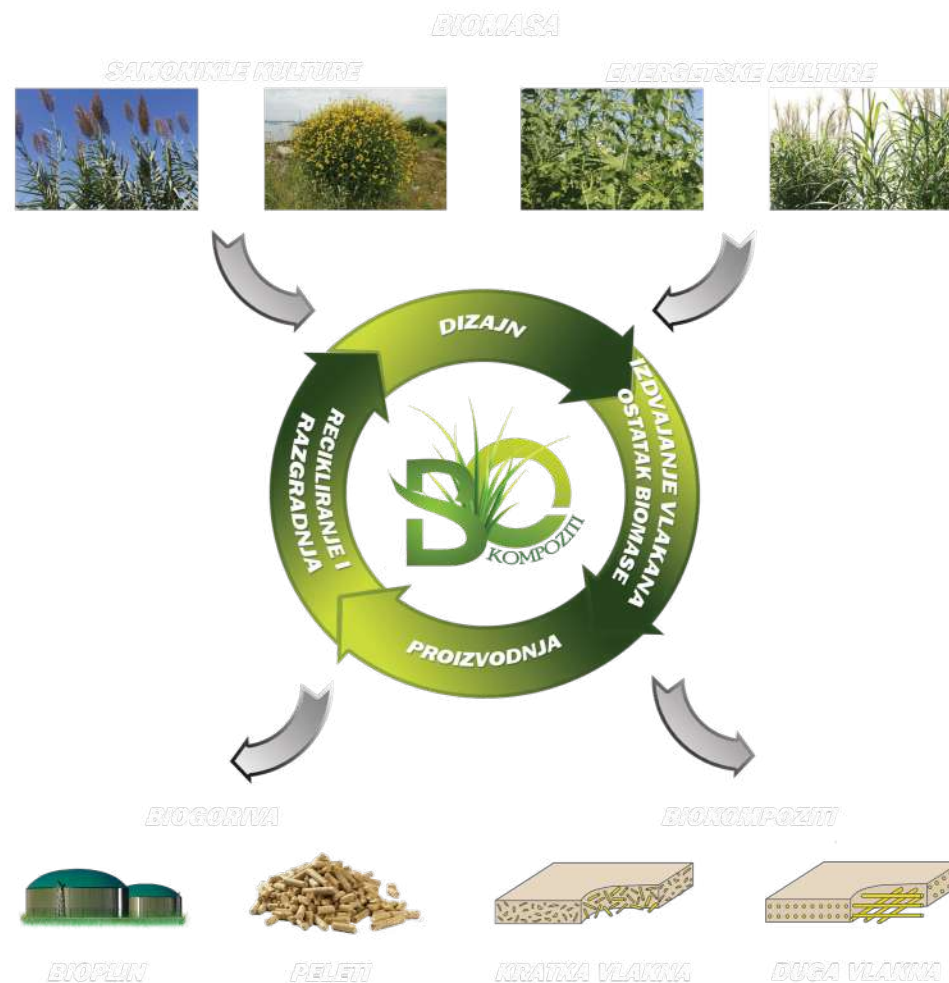 BIOMASA
SAMONIKLE KULTURE
ENERGETSKE KULTURE
DIZAJN
IZDVAJANJE VLAKANA
OSTATAK BIOMASE
RECIKLIRANJE I
RAZGRADNJA
BIO
KOMPOZITI
PROIZVODNJA
BIOGORIVA
BIOKOMPOZITI
BIOPLIN
PELETI
KRATKA VLAKNA
DUGA VLAKNA